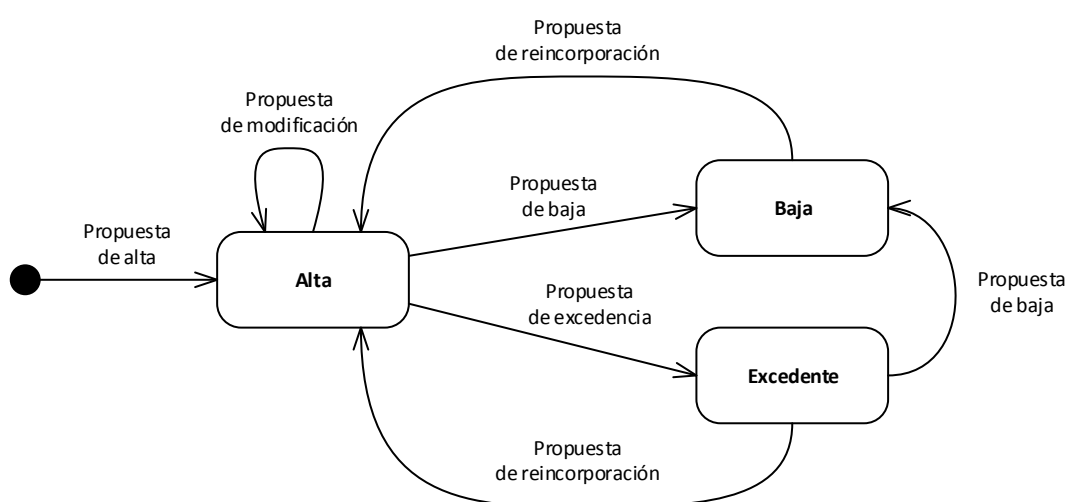 Propuesta
de reincorporación
Propuesta
de modificación
Propuesta
de alta
Alta
Propuesta
de baja
Baja
Propuesta
de excedencia
Excedente
Propuesta
de baja
Propuesta
de reincorporación